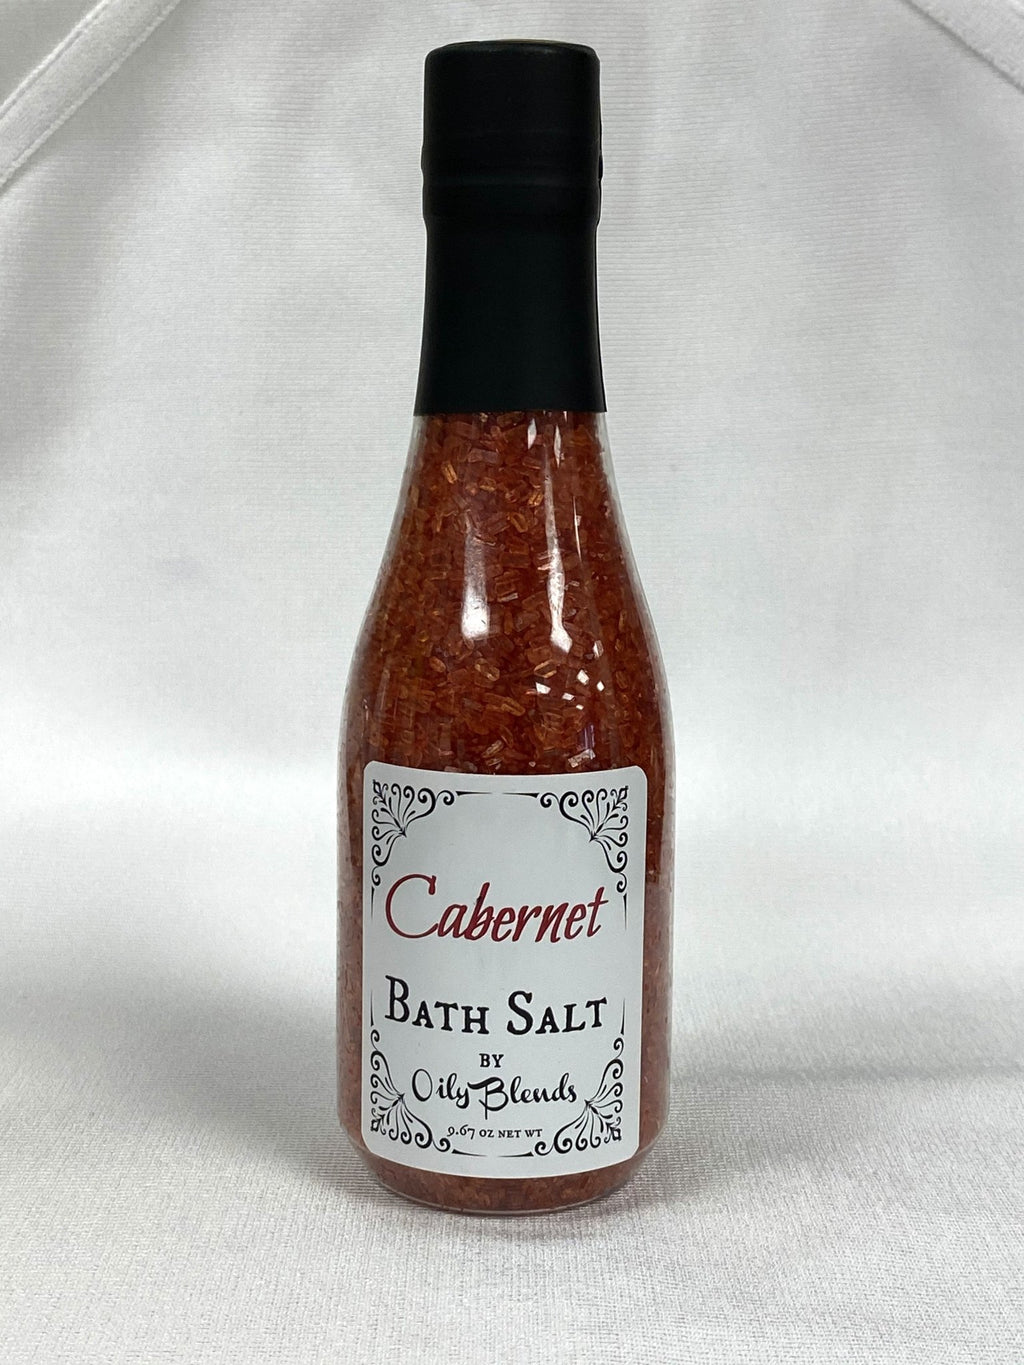 Cabernet
Bath Salt
by
Oily Blends
9.67 oz net wt